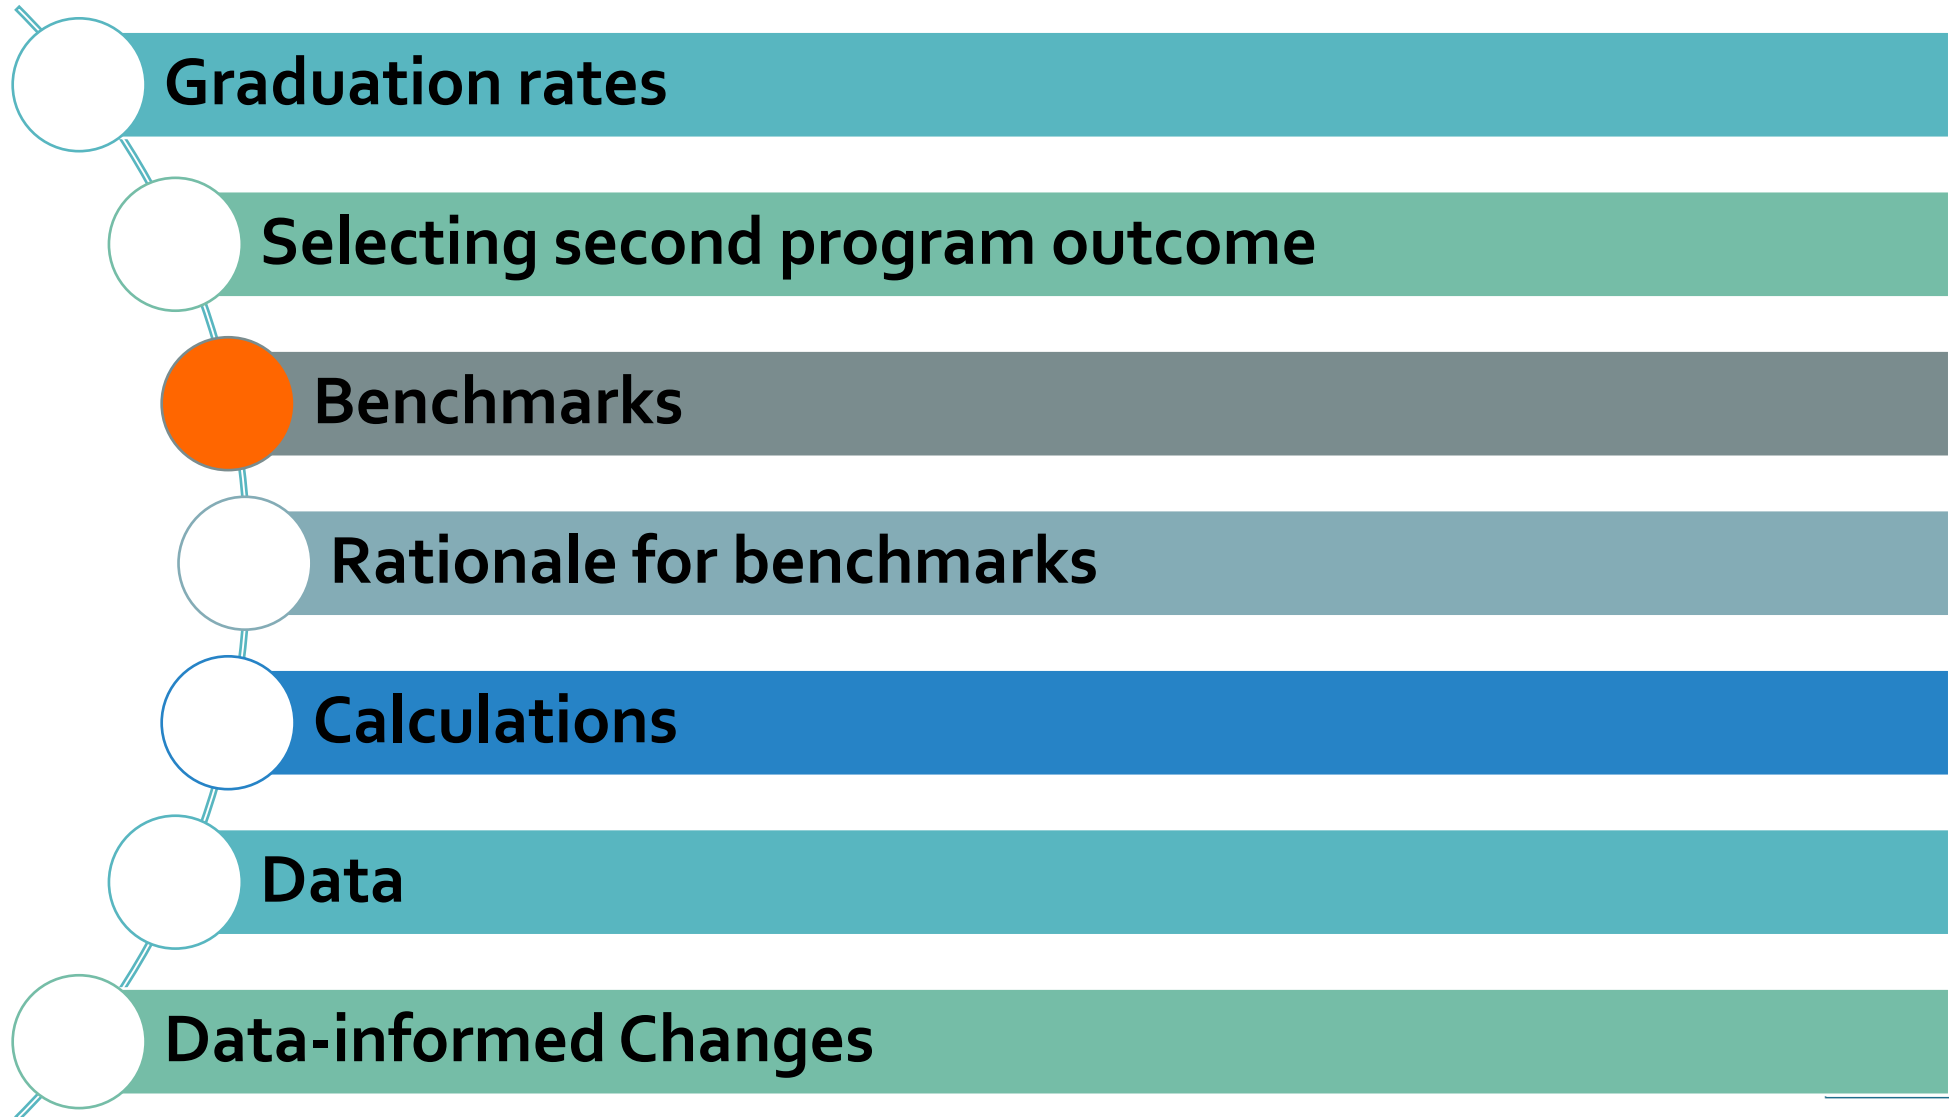 Graduation rates
Selecting second program outcome
Benchmarks
Rationale for benchmarks
Calculations
Data
Data-informed Changes